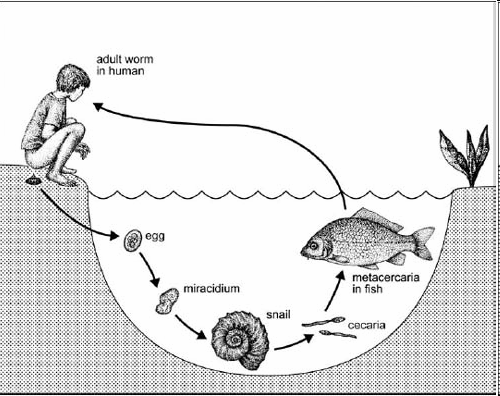 adult worm
in human
egg
miracidium
snail
cecaria
metacercaria
in fish